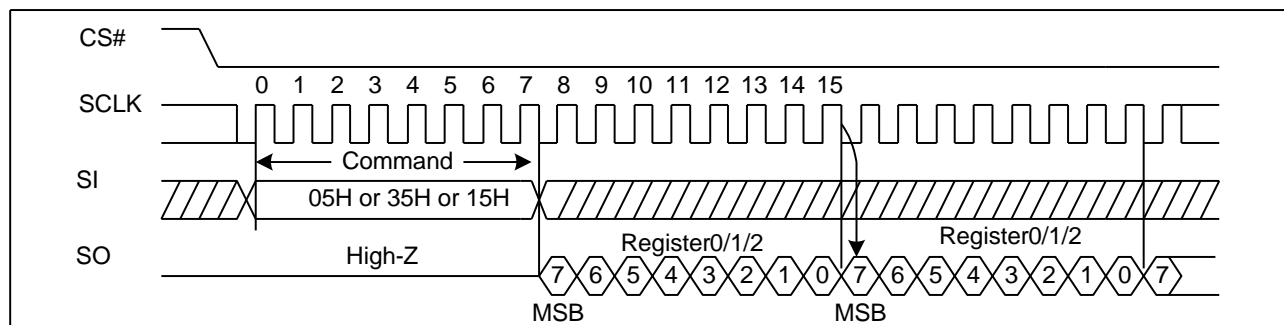 CS#
0 1 2 3 4 5 6 7 8 9 10 11 12 13 14 15
SCLK
Command
SI
05H or 35H or 15H
Register0/1/2 Register0/1/2
SO High-Z
7 6 5 4 3 2 1 0 7 6 5 4 3 2 1 0 7
MSB MSB